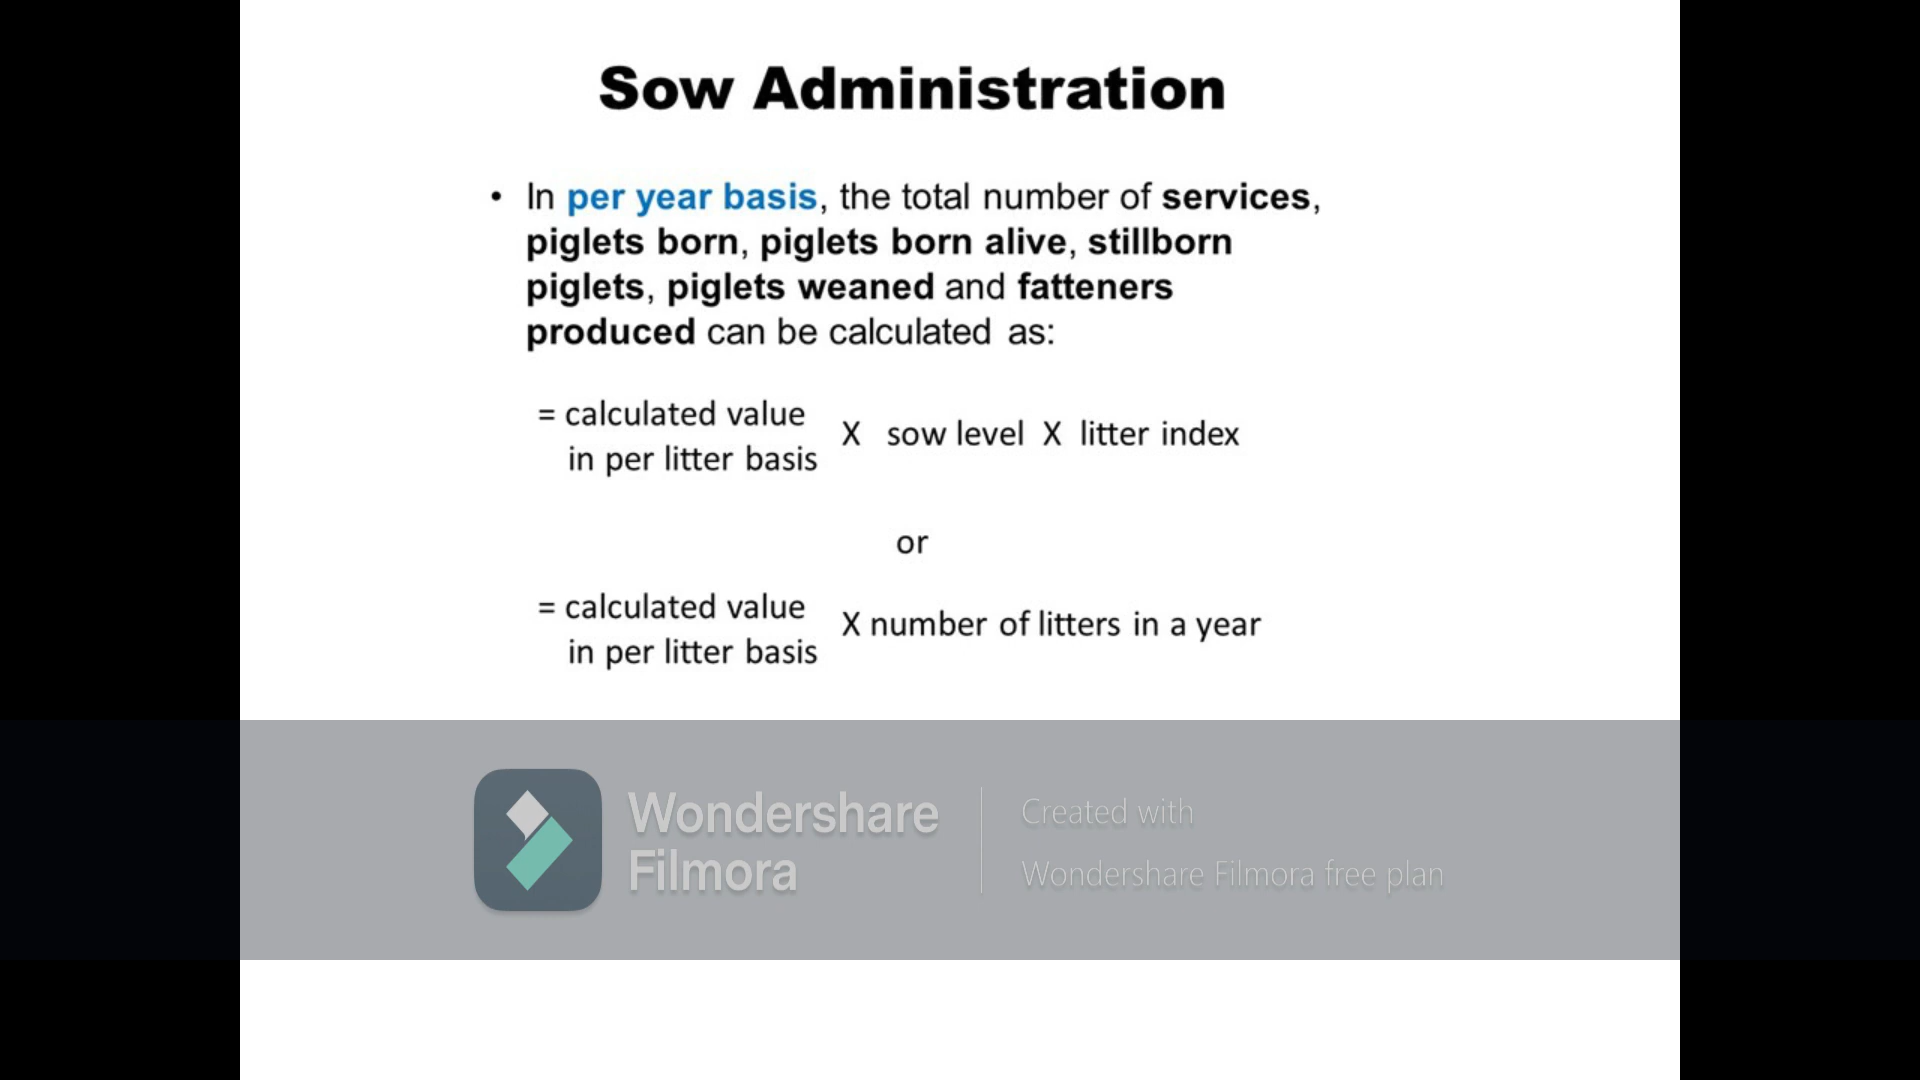 Sow Administration
• In per year basis, the total number of services,
piglets born, piglets born alive, stillborn
piglets, piglets weaned and fatteners
produced can be calculated as:
= calculated value
in per litter basis
X sow level X litter index
or
= calculated value
in per litter basis
X number of litters in a year
Wondershare
Filmora
Created with
Wondershare Filmora free plan